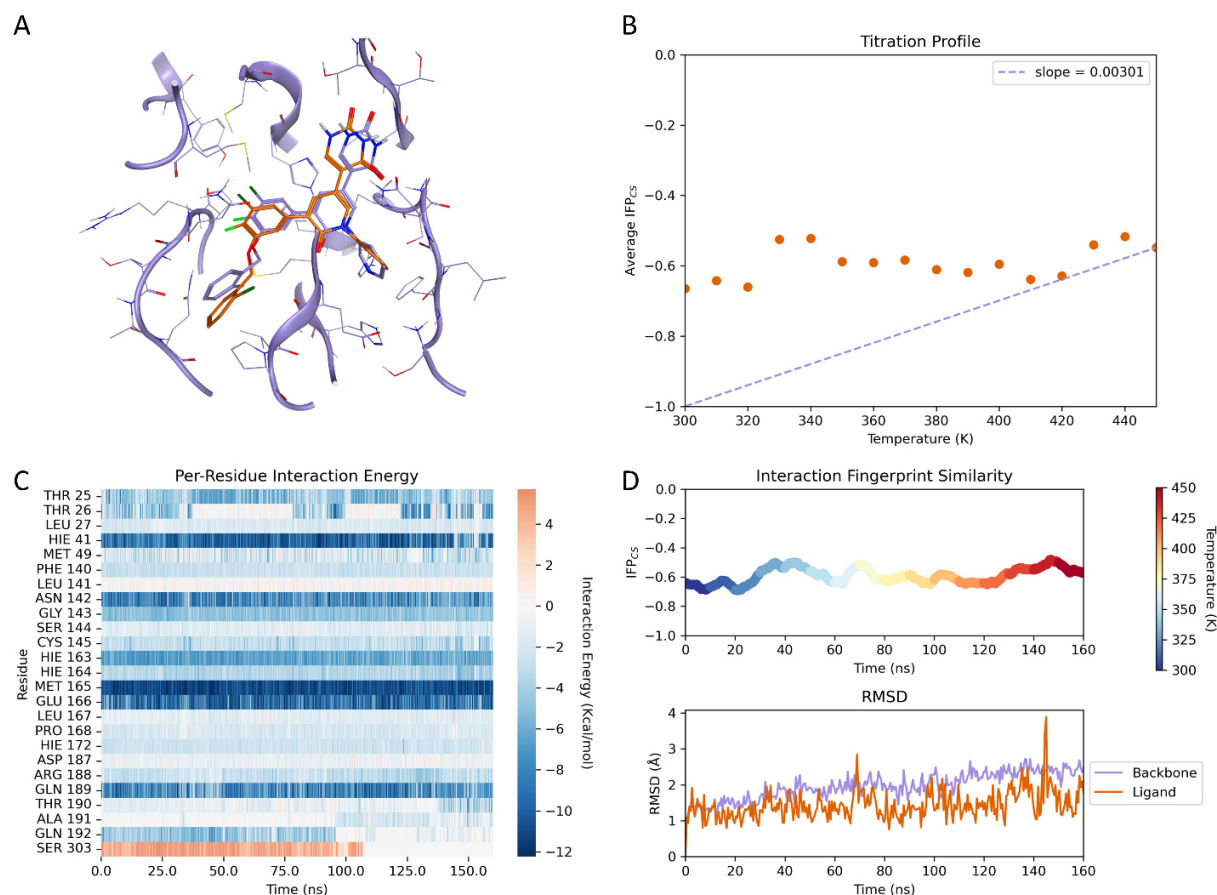 A
B
Titration Profile
slope = 0.00301
Average IFPCS
0.0
−0.2
−0.4
−0.6
−0.8
−1.0
300 320 340 360 380 400 420 440
Temperature (K)
C
Per-Residue Interaction Energy
Residue
THR 25
THR 26
LEU 27
HIE 41
MET 49
PHE 140
LEU 141
ASN 142
GLY 143
SER 144
CYS 145
HIE 163
HIE 164
MET 165
GLU 166
LEU 167
PRO 168
HIE 172
ASP 187
ARG 188
GLN 189
THR 190
ALA 191
GLN 192
SER 303
0.0 25.0 50.0 75.0 100.0 125.0 150.0
Time (ns)
4
2
0
−2
−4
−6
−8
−10
−12
Interaction Energy (Kcal/mol)
D
Interaction Fingerprint Similarity
IFPCS
0.0
−0.2
−0.4
−0.6
−0.8
−1.0
0 20 40 60 80 100 120 140 160
Time (ns)
450
425
400
375
350
325
300
Temperature (K)
RMSD
RMSD (Å)
4
3
2
1
0
0 20 40 60 80 100 120 140 160
Time (ns)
Backbone
Ligand